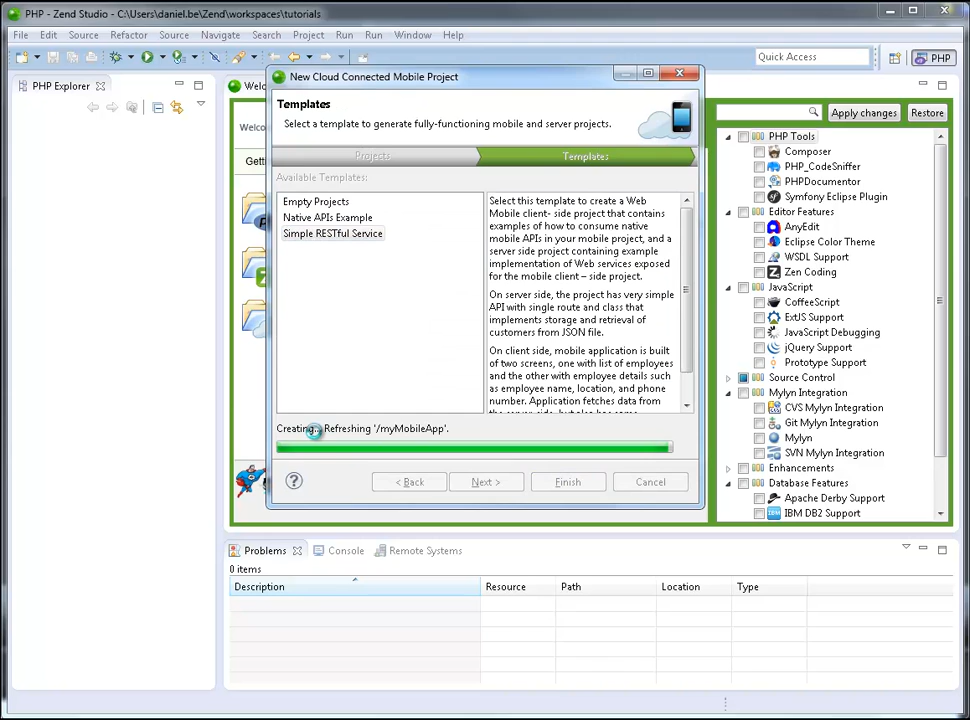 PHP - Zend Studio - C:\Users\daniel.be\Zend\workspaces\tutorials
File Edit Source Refactor Source Navigate Search Project Run Run Window Help
Quick Access
PHP
PHP Explorer
Welc
New Cloud Connected Mobile Project
Templates
Select a template to generate fully-functioning mobile and server projects.
Projects
Templates
Welco
Gett
Available Templates:
Empty Projects
Native APIs Example
Simple RESTful Service
Select this template to create a Web
Mobile client- side project that contains
examples of how to consume native
mobile APIs in your mobile project, and a
server side project containing example
implementation of Web services exposed
for the mobile client – side project.
On server side, the project has very simple
API with single route and class that
implements storage and retrieval of
customers from JSON file.
On client side, mobile application is built
of two screens, one with list of employees
and the other with employee details such
as employee name, location, and phone
number. Application fetches data from
Creating... Refreshing '/myMobileApp'.
< Back
Next >
Finish
Cancel
Apply changes
Restore
PHP Tools
Composer
PHP_CodeSniffer
PHPDocumentor
Symfony Eclipse Plugin
Editor Features
AnyEdit
Eclipse Color Theme
WSDL Support
Zen Coding
JavaScript
CoffeeScript
ExtJS Support
JavaScript Debugging
jQuery Support
Prototype Support
Source Control
Mylyn Integration
CVS Mylyn Integration
Git Mylyn Integration
Mylyn
SVN Mylyn Integration
Enhancements
Database Features
Apache Derby Support
IBM DB2 Support
Problems
Console
Remote Systems
0 items
Description
Resource
Path
Location
Type